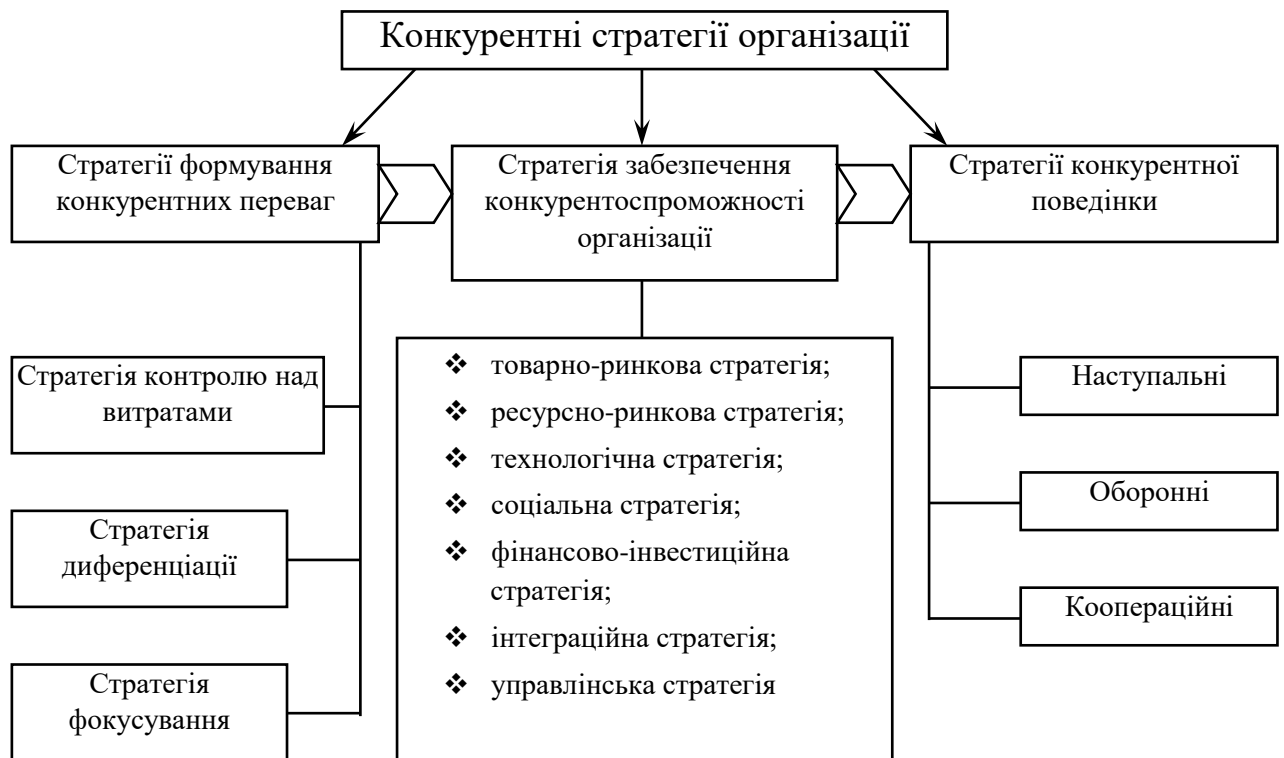 Конкурентні стратегії організації
Стратегії формування
конкурентних переваг
Стратегія забезпечення
конкурентоспроможності
організації
Стратегії конкурентної
поведінки
Стратегія контролю над
витратами
Стратегія
диференціації
Стратегія
фокусування
❖ товарно-ринкова стратегія;
❖ ресурсно-ринкова стратегія;
❖ технологічна стратегія;
❖ соціальна стратегія;
❖ фінансово-інвестиційна
стратегія;
❖ інтеграційна стратегія;
❖ управлінська стратегія
Наступальні
Оборонні
Коопераційні